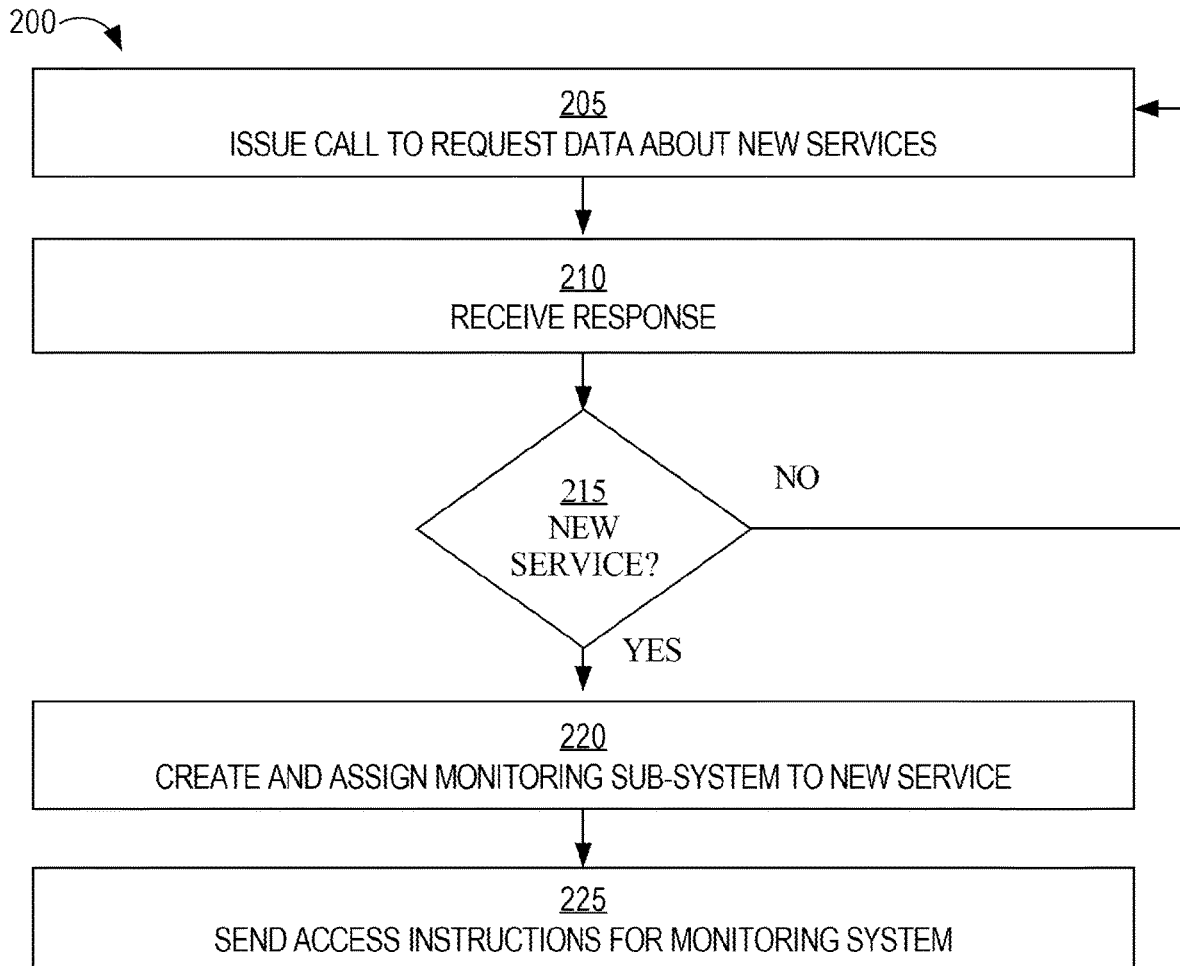 200
205
ISSUE CALL TO REQUEST DATA ABOUT NEW SERVICES
210
RECEIVE RESPONSE
215
NEW
SERVICE?
NO
YES
220
CREATE AND ASSIGN MONITORING SUB-SYSTEM TO NEW SERVICE
225
SEND ACCESS INSTRUCTIONS FOR MONITORING SYSTEM